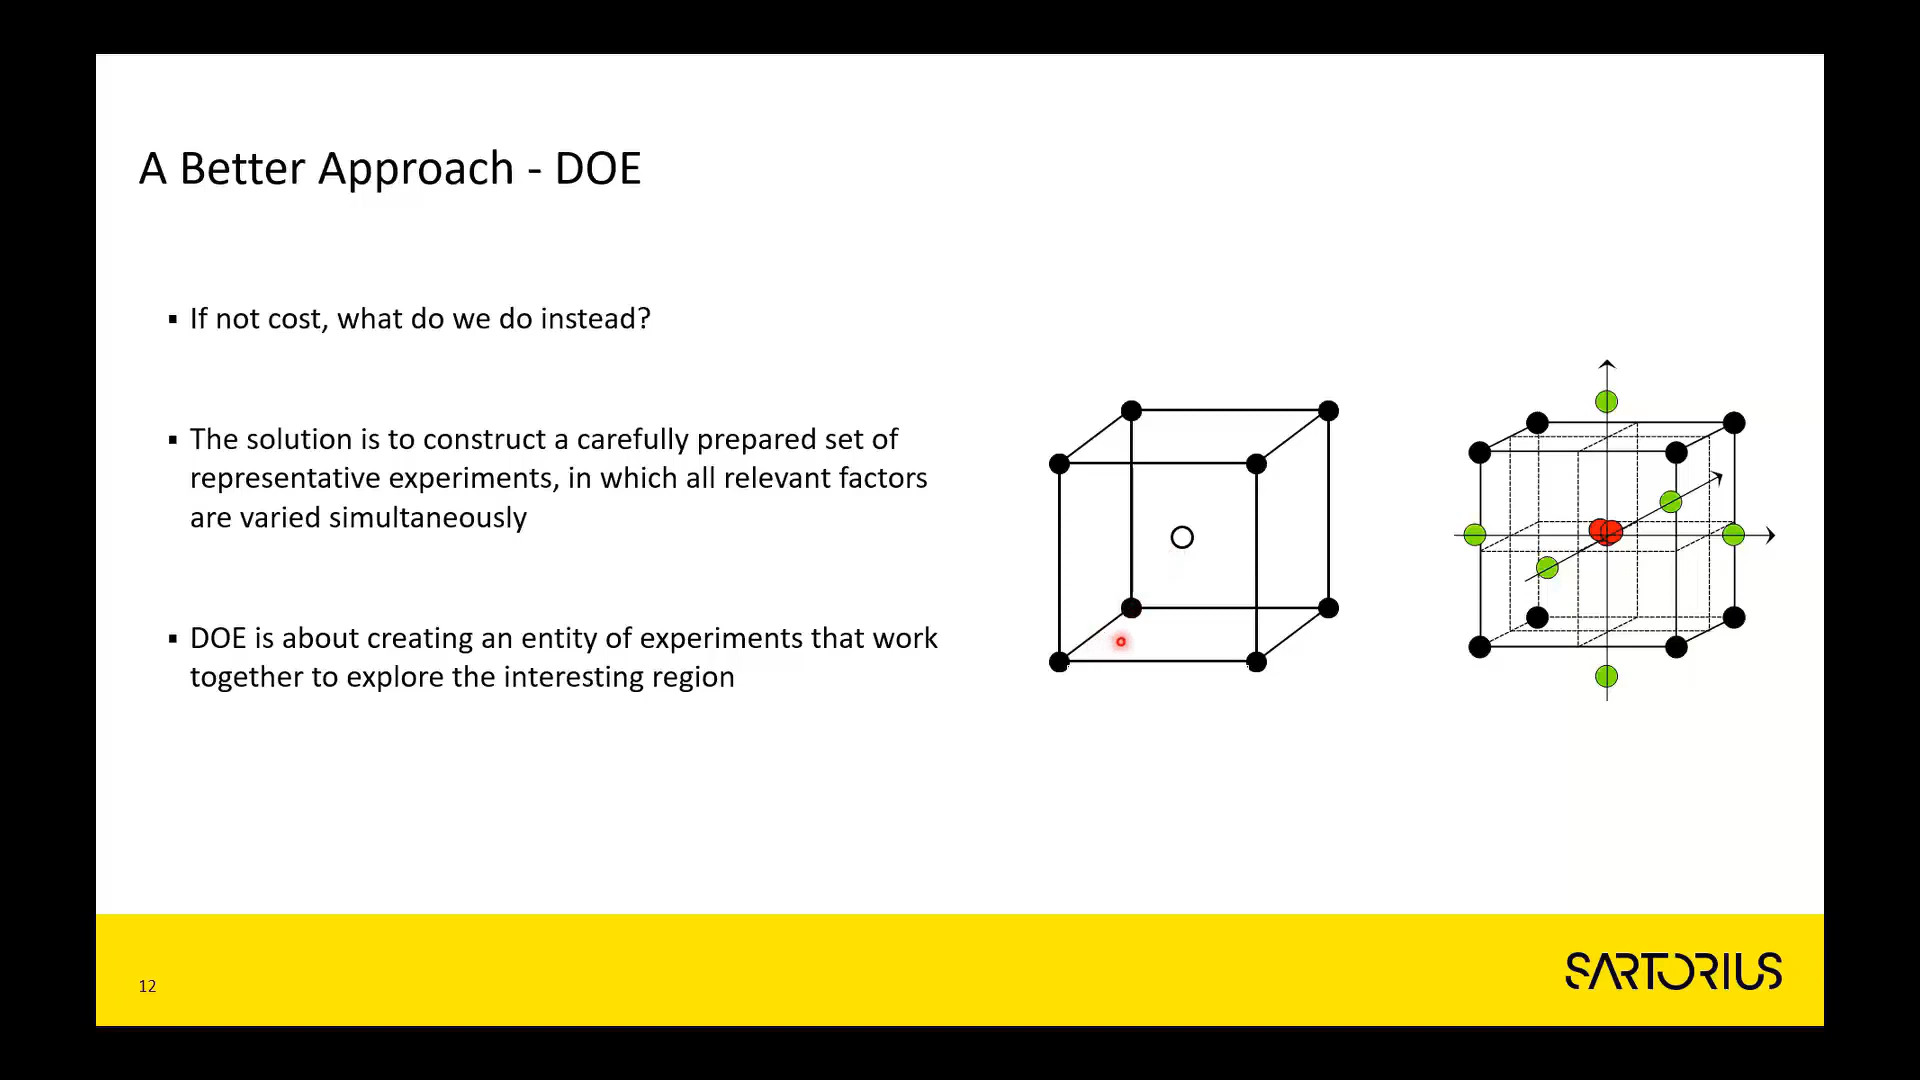 A Better Approach - DOE
▪ If not cost, what do we do instead?
▪ The solution is to construct a carefully prepared set of
representative experiments, in which all relevant factors
are varied simultaneously
▪ DOE is about creating an entity of experiments that work
together to explore the interesting region
12
SARTORIUS